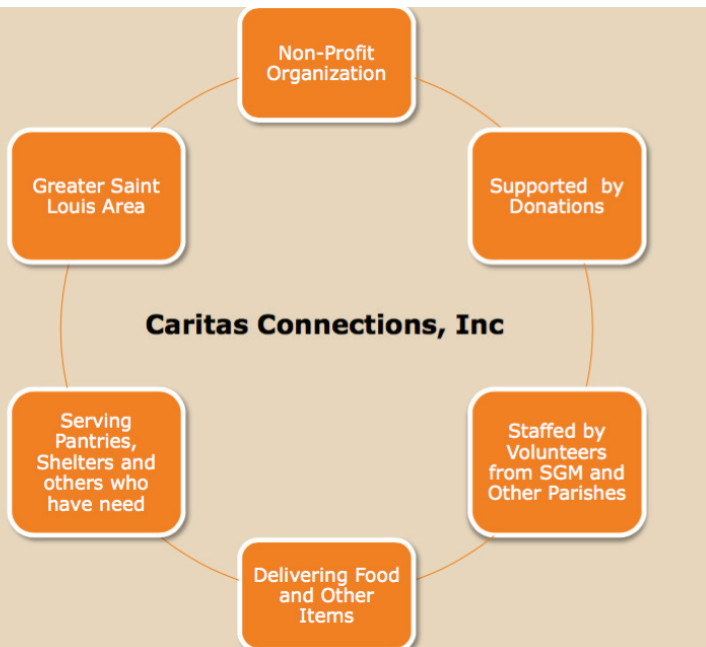 Non-Profit
Organization
Supported by
Donations
Staffed by
Volunteers
from SGM and
Other Parishes
Delivering Food
and Other
Items
Serving
Pantries,
Shelters and
others who
have need
Greater Saint
Louis Area
Caritas Connections, Inc